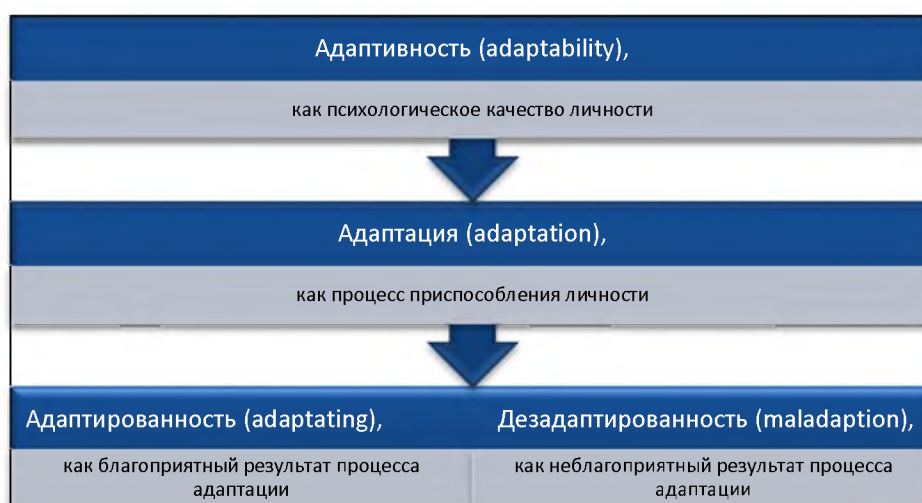 Адаптивность (adaptability),
как психологическое качество личности
Адаптация (adaptation),
как процесс приспособления личности
Адаптированность (adaptating),
как благоприятный результат процесса
адаптации
Дезадаптированность (maladaption),
как неблагоприятный результат процесса
адаптации